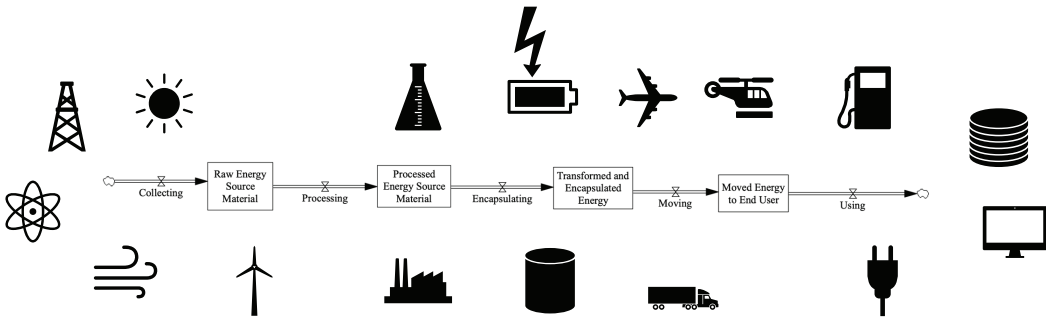 Collecting
Raw Energy
Source
Material
Processing
Processed
Energy Source
Material
Encapsulating
Transformed and
Encapsulated
Energy
Moving
Moved Energy
to End User
Using